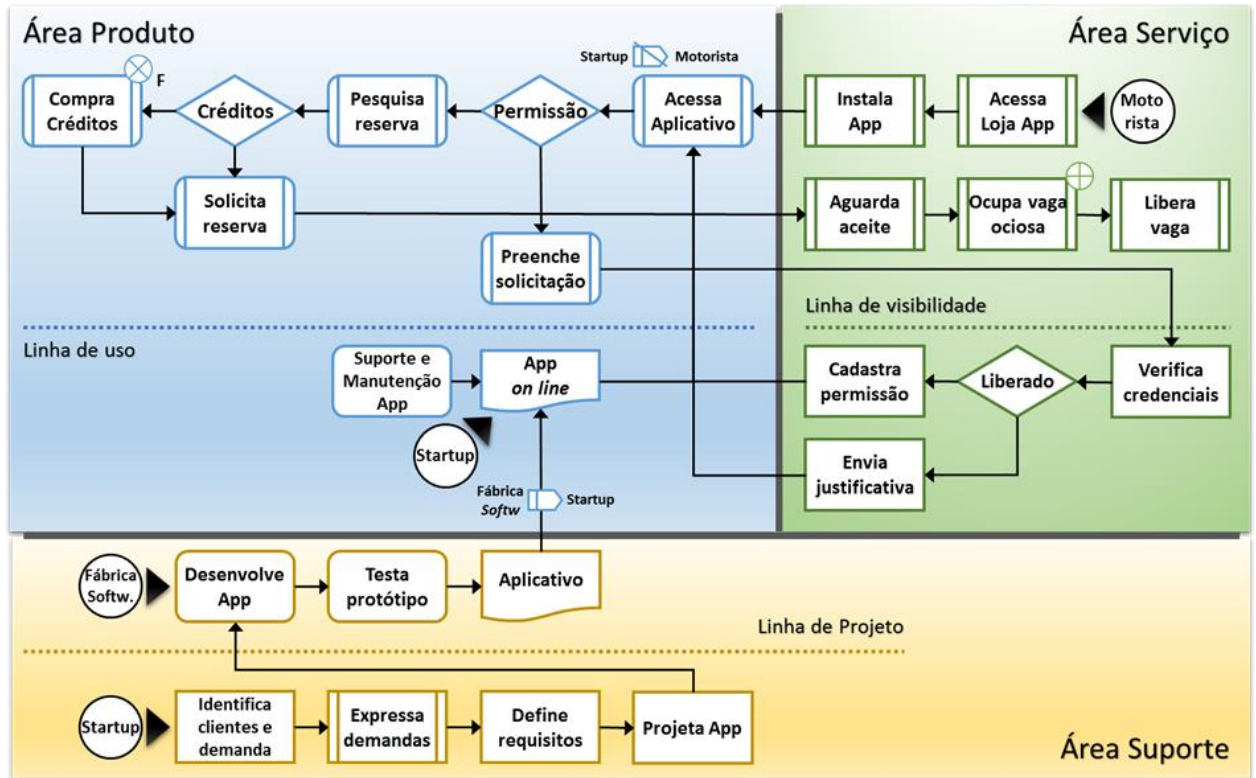 Área Produto
Área Serviço
Startup
Motorista
F
Compra
Créditos
Créditos
Pesquisa
reserva
Permissão
Acessa
Aplicativo
Instala
App
Acessa
Loja App
Moto
rista
Solicita
reserva
Aguarda
aceite
Ocupa vaga
ociosa
Libera
vaga
Preenche
solicitação
Linha de visibilidade
Linha de uso
Suporte e
Manutenção
App
App
on line
Cadastra
permissão
Liberado
Verifica
credenciais
Startup
Envia
justificativa
Fábrica
Softw
Startup
Fábrica
Softw.
Desenvolve
App
Testa
protótipo
Aplicativo
Linha de Projeto
Startup
Identifica
clientes e
demanda
Expressa
demandas
Define
requisitos
Projeta App
Área Suporte